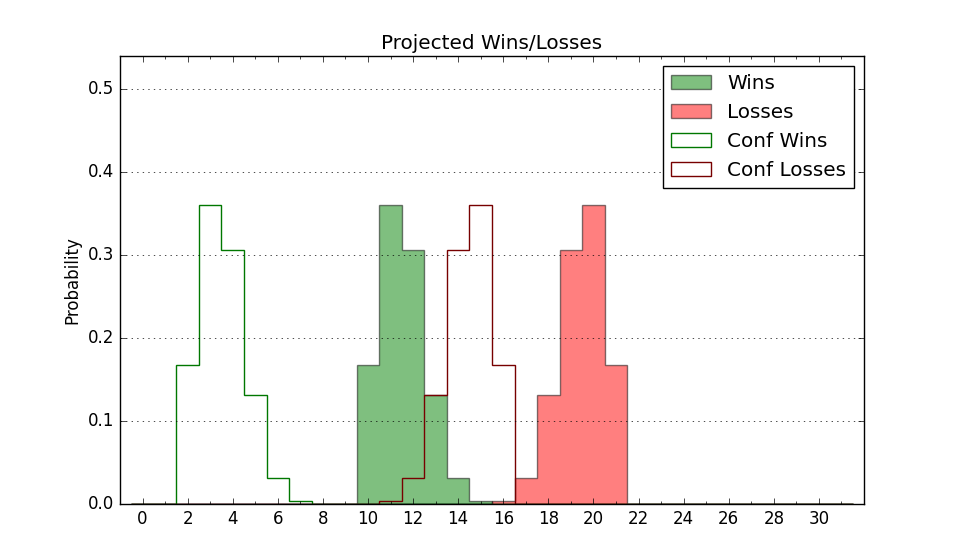 Projected Wins/Losses
Probability
0.5
0.4
0.3
0.2
0.1
0.0
0 2 4 6 8 10 12 14 16 18 20 22 24 26 28 30
Wins
Losses
Conf Wins
Conf Losses